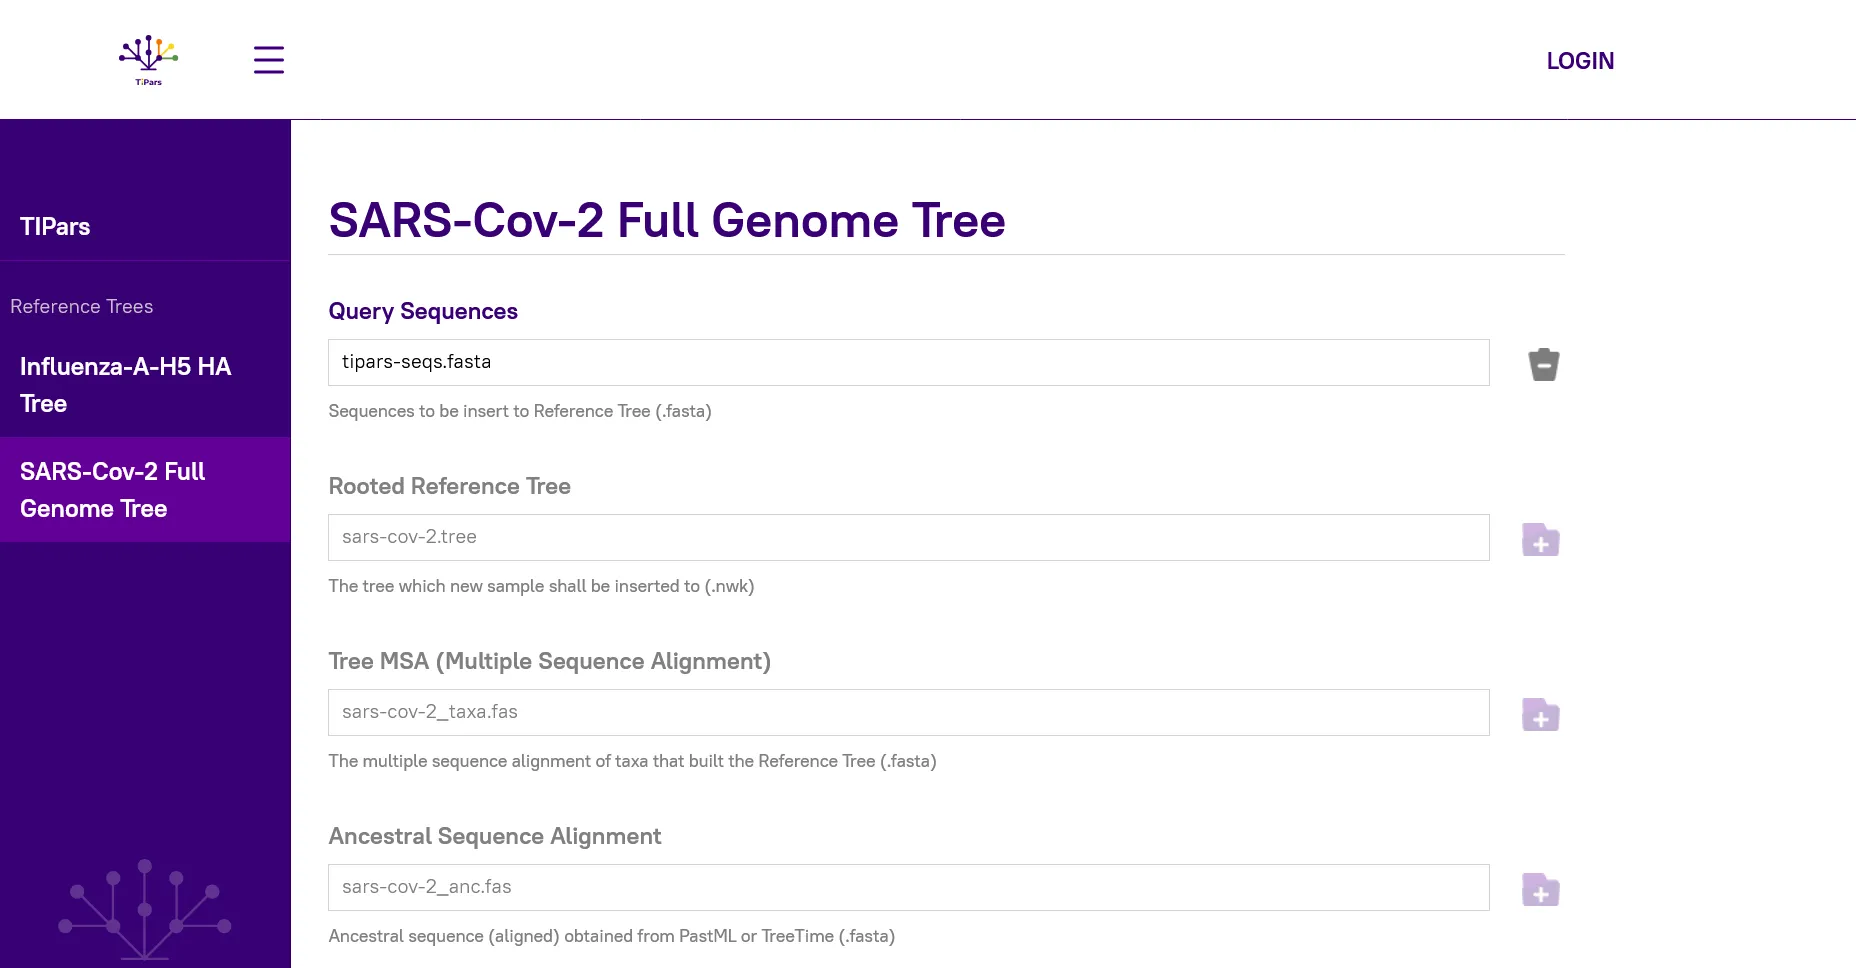 TiPars
LOGIN
TIPars
Reference Trees
Influenza-A-H5 HA
Tree
SARS-Cov-2 Full
Genome Tree
SARS-Cov-2 Full Genome Tree
Query Sequences
tipars-seqs.fasta
Sequences to be insert to Reference Tree (.fasta)
Rooted Reference Tree
sars-cov-2.tree
The tree which new sample shall be inserted to (.nwk)
Tree MSA (Multiple Sequence Alignment)
sars-cov-2_taxa.fas
The multiple sequence alignment of taxa that built the Reference Tree (.fasta)
Ancestral Sequence Alignment
sars-cov-2_anc.fas
Ancestral sequence (aligned) obtained from PastML or TreeTime (.fasta)